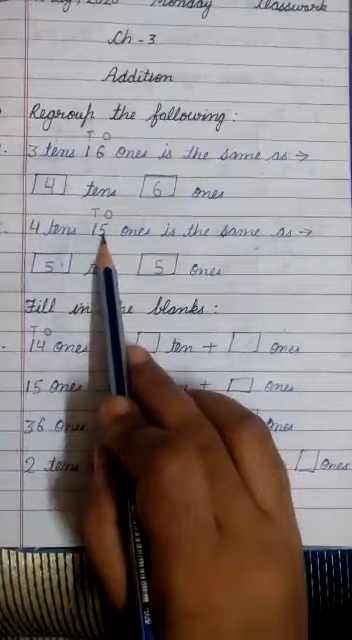 2020 Monday Classwork
Ch - 3
Addition
Regroup the following :
T O
3 tens 16 ones is the same as →
4 tens 6 ones
T O
4 tens 15 ones is the same as →
5 5 ones
Fill in the blanks :
T O
14 ones ten + ones
15 ones + ones
36 ones ones
2 tens ones